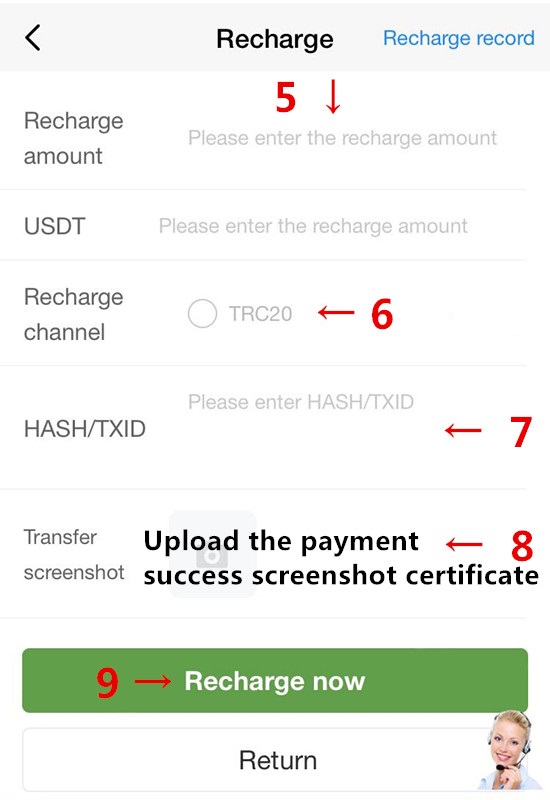 Recharge
Recharge record
5 ↓
Recharge
amount
Please enter the recharge amount
USDT
Please enter the recharge amount
Recharge
channel
TRC20
← 6
Please enter HASH/TXID
HASH/TXID
← 7
Transfer
screenshot
Upload the payment
success screenshot certificate
← 8
9 → Recharge now
Return